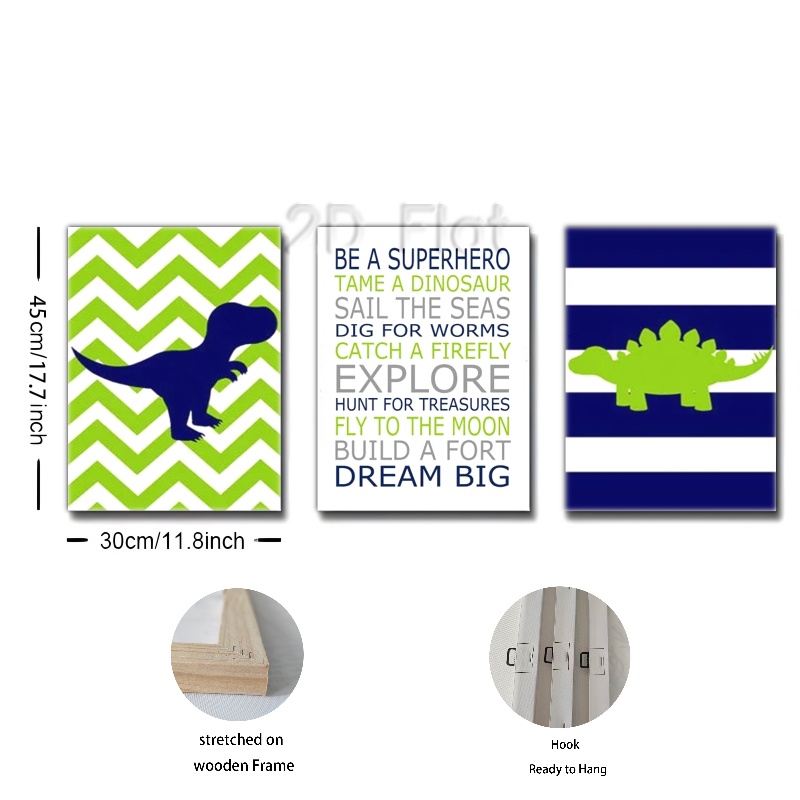 2D Flat
BE A SUPERHERO
TAME A DINOSAUR
SAIL THE SEAS
DIG FOR WORMS
CATCH A FIREFLY
EXPLORE
HUNT FOR TREASURES
FLY TO THE MOON
BUILD A FORT
DREAM BIG
45cm/17.7inch
30cm/11.8inch
stretched on
wooden Frame
Hook
Ready to Hang